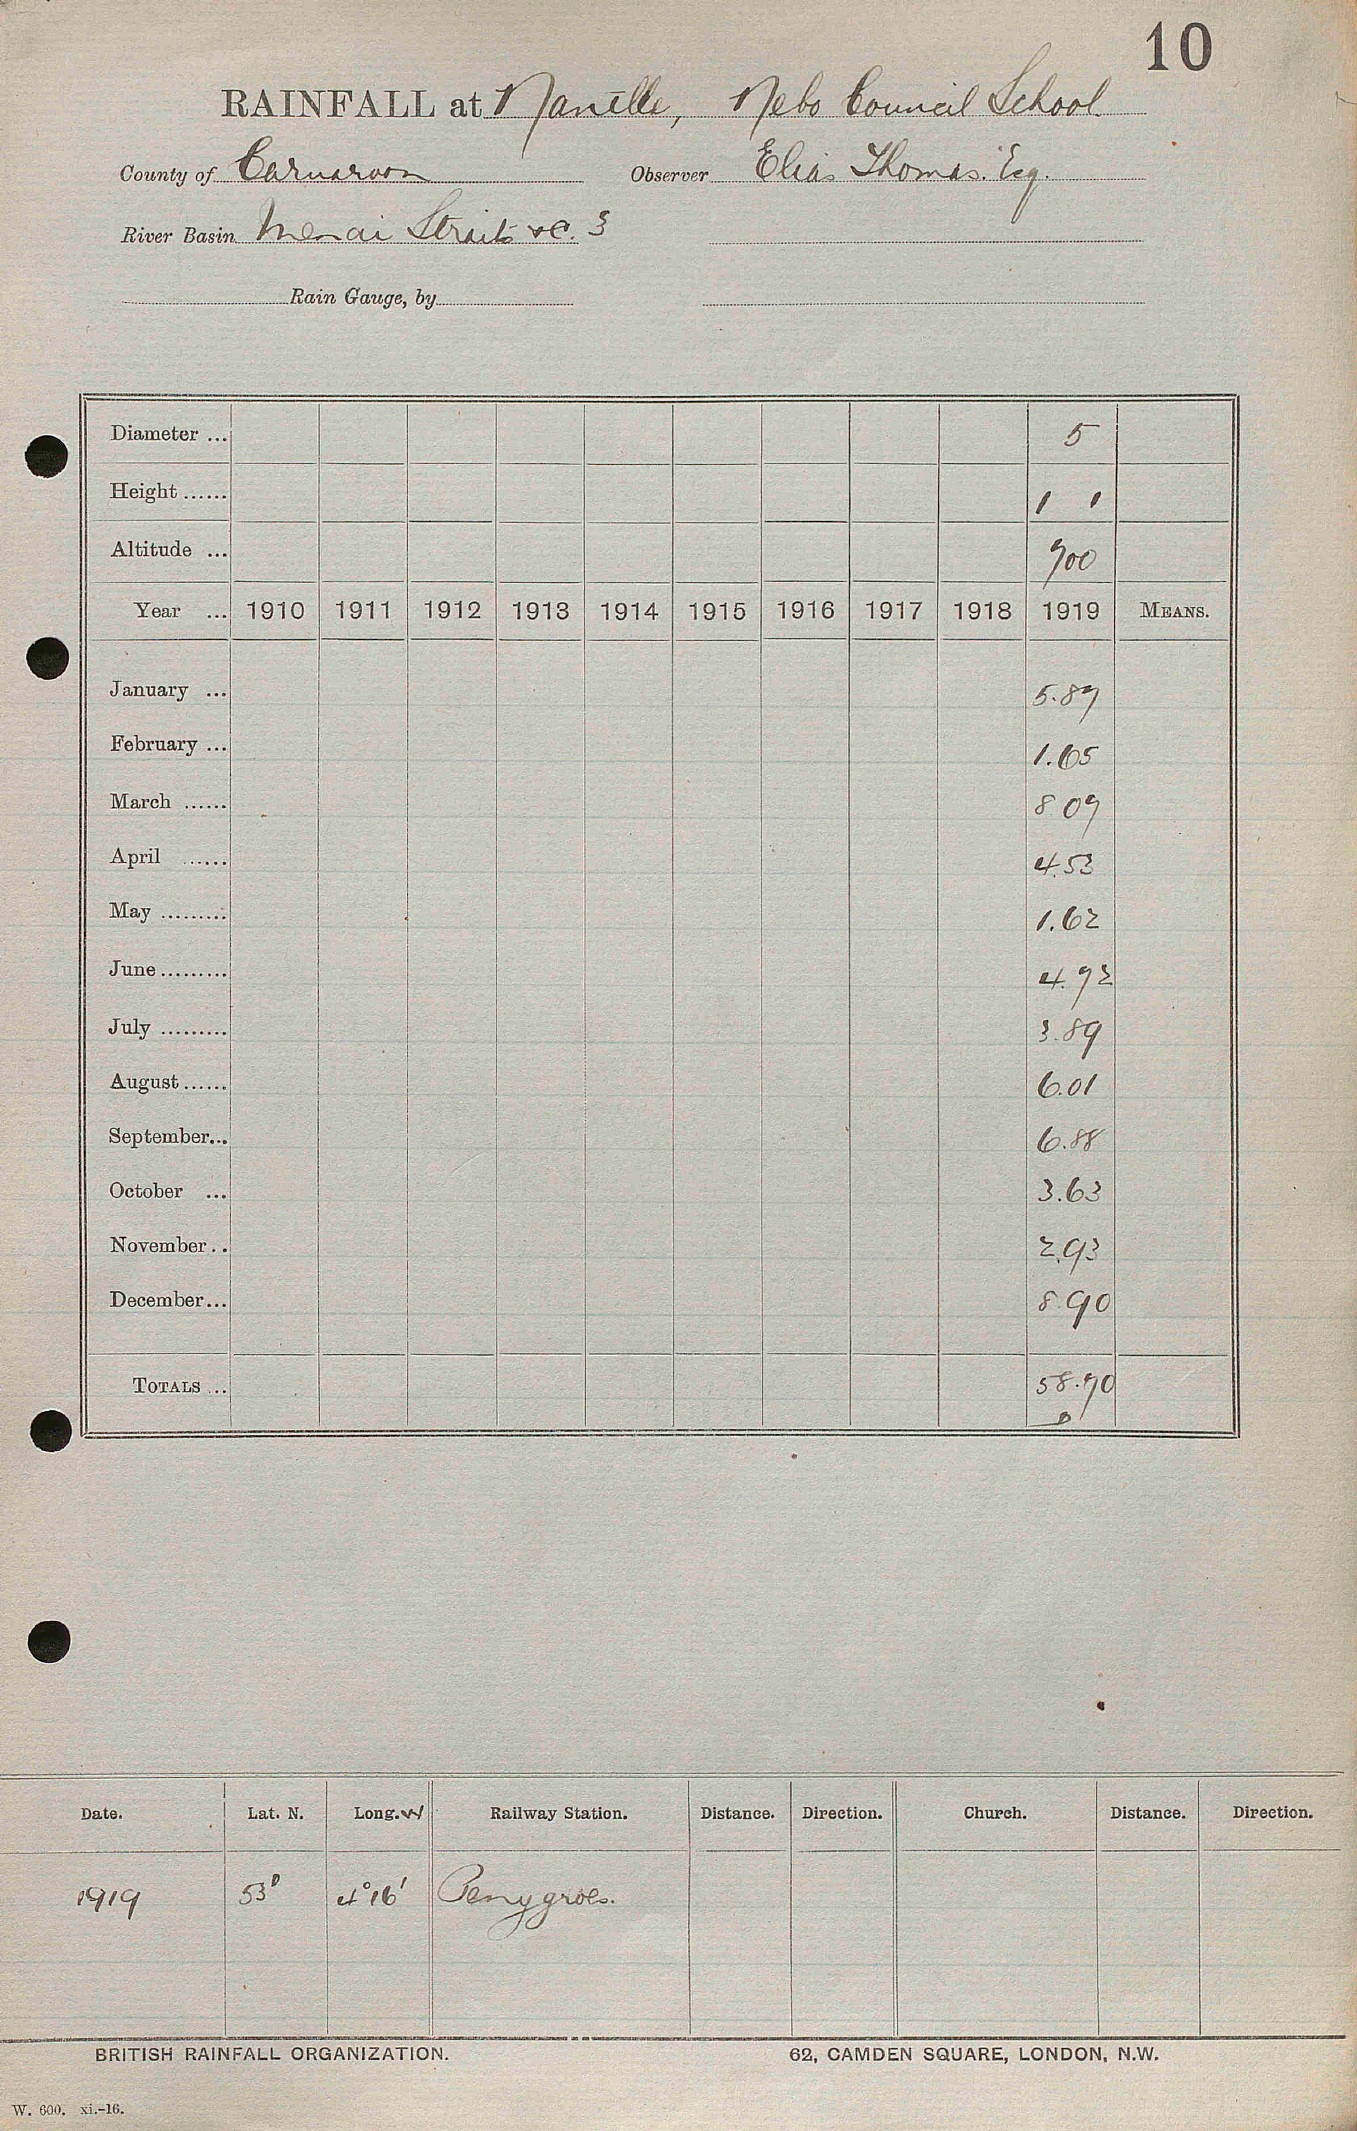 10
RAINFALL at Nantlle, Nebo Council School
County of Carnarvon Observer Elias Thomas. Esq.
River Basin Menai Straits &c. 3
Rain Gauge, by
Diameter ... 5
Height ...... 1 1
Altitude ... 700
Year ... 1910 1911 1912 1913 1914 1915 1916 1917 1918 1919 MEANS.
January ... 5.87
February ... 1.65
March ...... 8.07
April ...... 4.53
May ......... 1.62
June ......... 4.72
July ......... 3.89
August ...... 6.01
September... 6.88
October ... 3.63
November.. 2.93
December... 8.90
TOTALS ... 58.70
Date. Lat. N. Long. W Railway Station. Distance. Direction. Church. Distance. Direction.
1919 53° 4°16' Penygroes.
BRITISH RAINFALL ORGANIZATION. 62, CAMDEN SQUARE, LONDON, N.W.
W. 600. xi.-16.